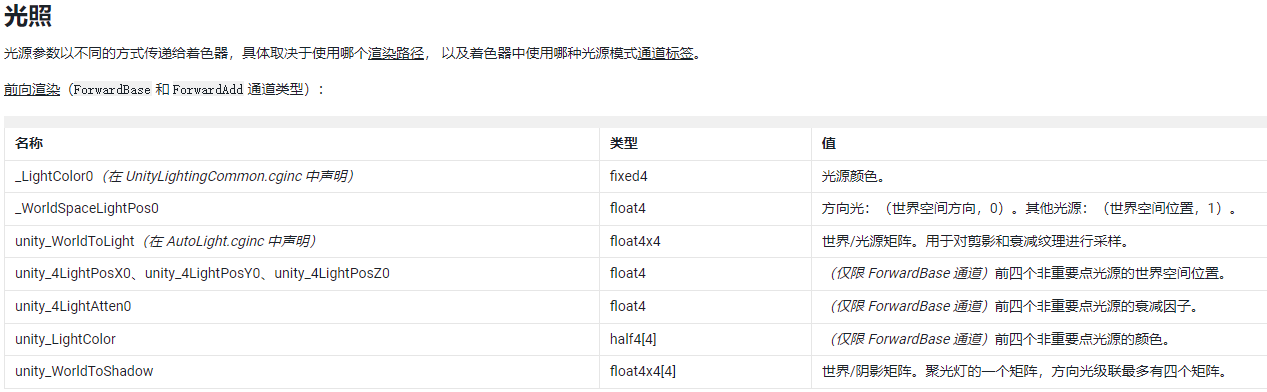 光照
光源参数以不同的方式传递给着色器，具体取决于使用哪个渲染路径， 以及着色器中使用哪种光源模式通道标签。
前向渲染（ForwardBase 和 ForwardAdd 通道类型）：
名称 类型 值
_LightColor0（在 UnityLightingCommon.cginc 中声明） fixed4 光源颜色。
_WorldSpaceLightPos0 float4 方向光：（世界空间方向，0）。其他光源：（世界空间位置，1）。
unity_WorldToLight（在 AutoLight.cginc 中声明） float4x4 世界/光源矩阵。用于对剪影和衰减纹理进行采样。
unity_4LightPosX0、unity_4LightPosY0、unity_4LightPosZ0 float4 （仅限 ForwardBase 通道）前四个非重要点光源的世界空间位置。
unity_4LightAtten0 float4 （仅限 ForwardBase 通道）前四个非重要点光源的衰减因子。
unity_LightColor half4[4] （仅限 ForwardBase 通道）前四个非重要点光源的颜色。
unity_WorldToShadow float4x4[4] 世界/阴影矩阵。聚光灯的一个矩阵，方向光级联最多有四个矩阵。